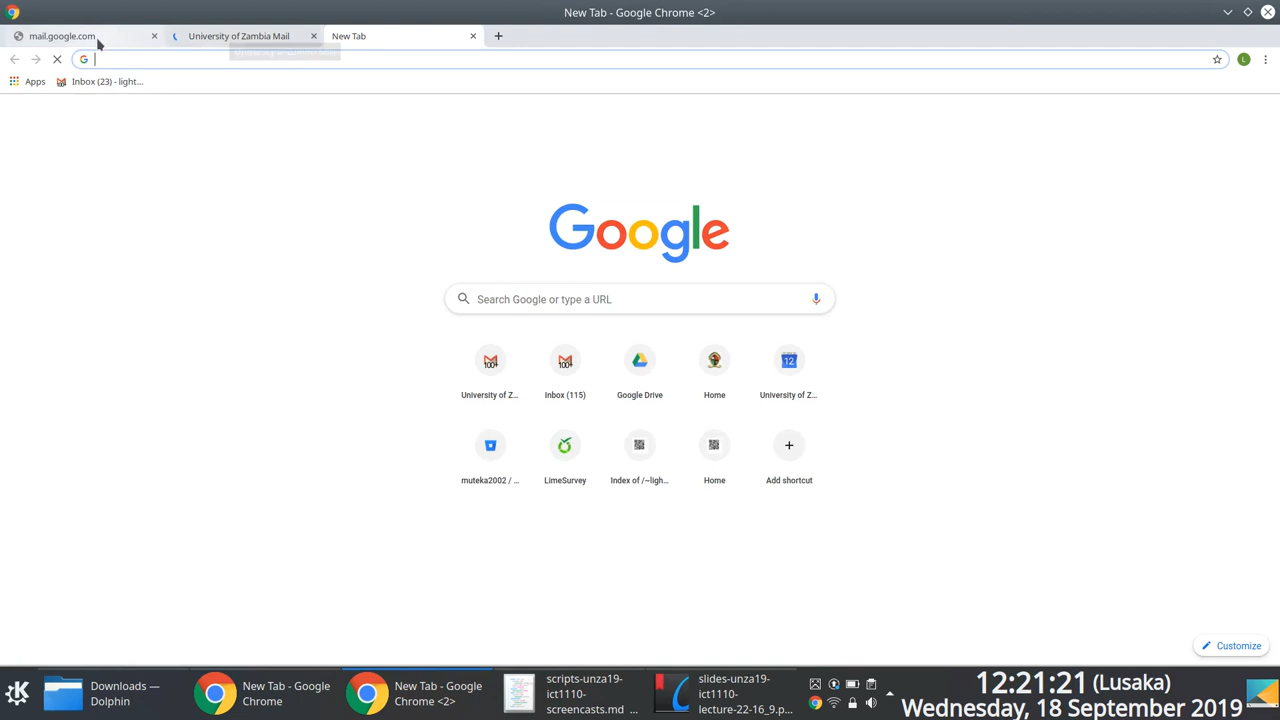 New Tab - Google Chrome <2>
mail.google.com
University of Zambia Mail
New Tab
Apps
Inbox (23) - light...
L
Google
Search Google or type a URL
100+
100+
12
University of Z...
Inbox (115)
Google Drive
Home
University of Z...
muteka2002 / ...
LimeSurvey
Index of /~ligh...
Home
Add shortcut
Customize
Downloads —
Dolphin
New Tab - Google
Chrome
New Tab - Google
Chrome <2>
scripts-unza19-
ict1110-
screencasts.md ...
slides-unza19-
ict1110-
lecture-22-16_9.p...
12:21:21 (Lusaka)
Wednesday, 18 September 2019